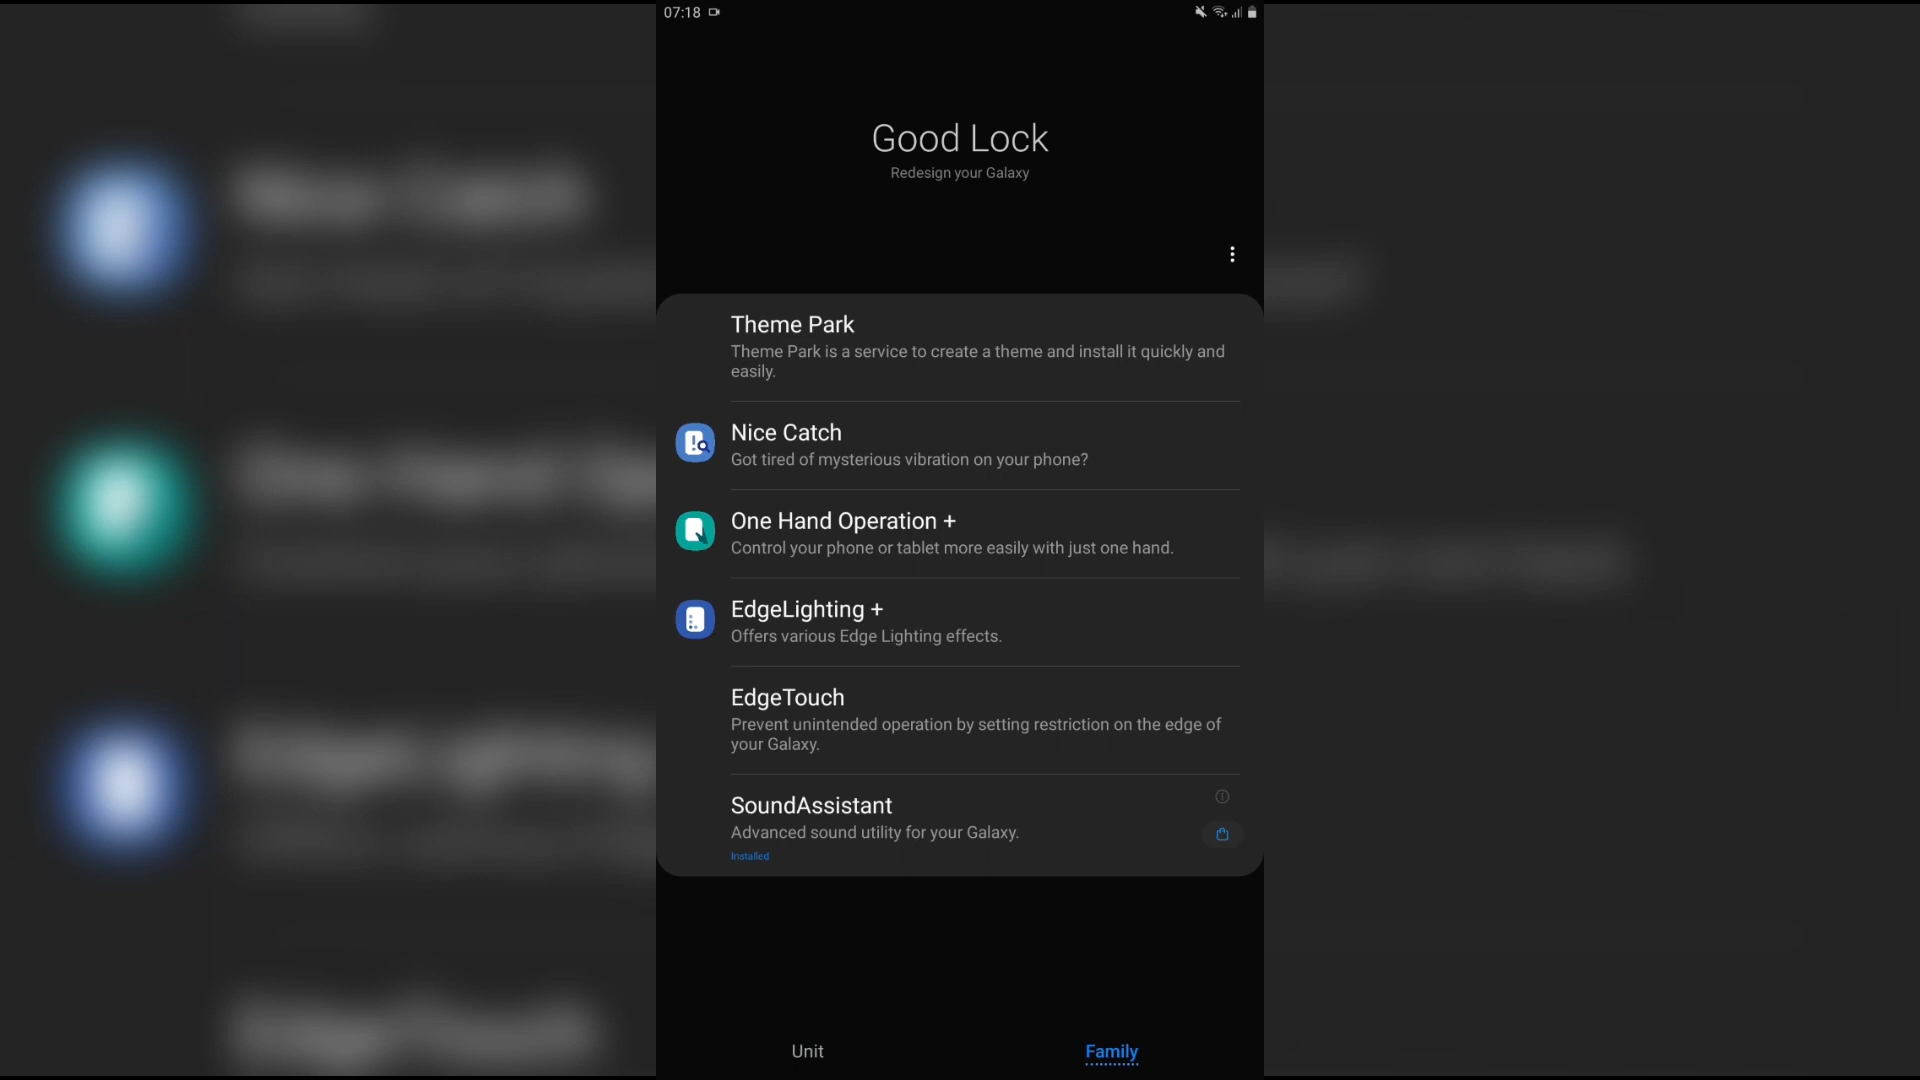 07:18
Good Lock
Redesign your Galaxy
Theme Park
Theme Park is a service to create a theme and install it quickly and
easily.
Nice Catch
Got tired of mysterious vibration on your phone?
One Hand Operation +
Control your phone or tablet more easily with just one hand.
EdgeLighting +
Offers various Edge Lighting effects.
EdgeTouch
Prevent unintended operation by setting restriction on the edge of
your Galaxy.
SoundAssistant
Advanced sound utility for your Galaxy.
Installed
Unit
Family